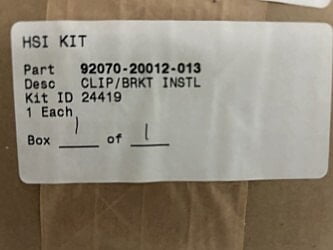 HSI KIT
Part 92070-20012-013
Desc CLIP/BRKT INSTL
Kit ID 24419
1 Each
Box 1 of 1